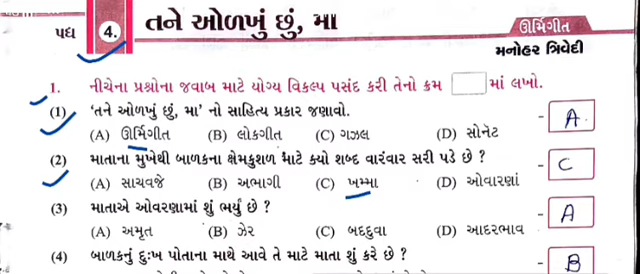 પદ્ય 4. તને ઓળખું છું, મા ઊર્મિગીત
મનોહર ત્રિવેદી
1. નીચેના પ્રશ્નોના જવાબ માટે યોગ્ય વિકલ્પ પસંદ કરી તેનો ક્રમ માં લખો.
(1) ‘તને ઓળખું છું, મા’ નો સાહિત્ય પ્રકાર જણાવો. - A
(A) ઊર્મિગીત (B) લોકગીત (C) ગઝલ (D) સોનૅટ
(2) માતાના મુખેથી બાળકના ક્ષેમકુશળ માટે ક્યો શબ્દ વારંવાર સરી પડે છે ? - C
(A) સાચવજે (B) અભાગી (C) ખમ્મા (D) ઓવારણાં
(3) માતાએ ઓવરણામાં શું ભર્યું છે ? - A
(A) અમૃત (B) ઝેર (C) બદદુવા (D) આદરભાવ
(4) બાળકનું દુઃખ પોતાના માથે આવે તે માટે માતા શું કરે છે ? - B